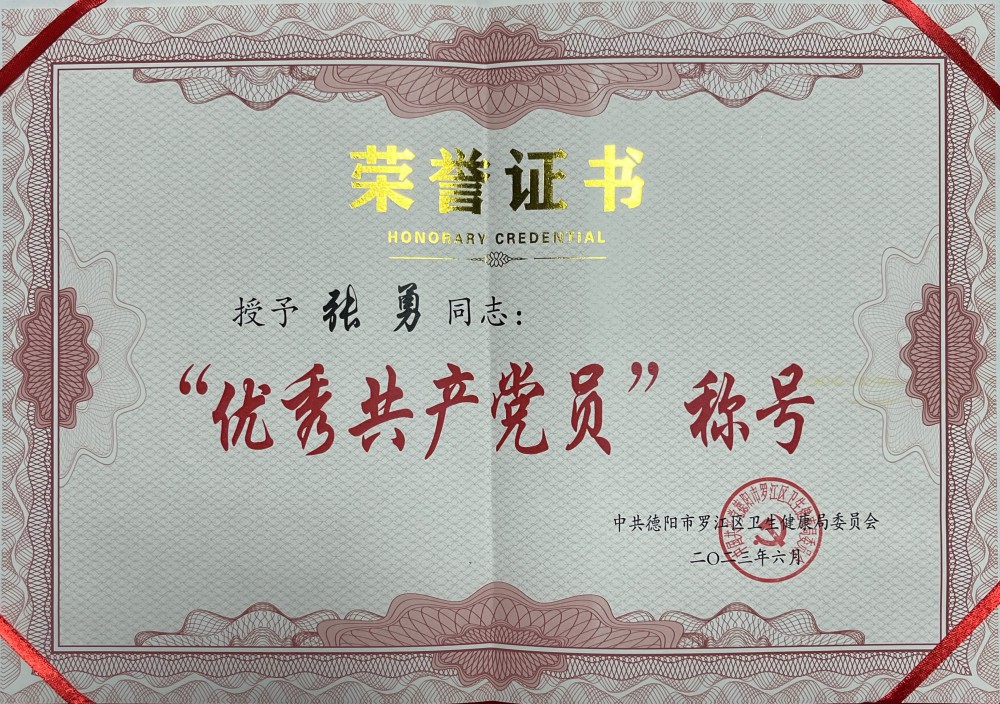 荣誉证书
HONORARY CREDENTIAL
授予 张 勇 同志:
“优秀共产党员”称号
中共德阳市罗江区卫生健康局委员会
二〇二三年六月